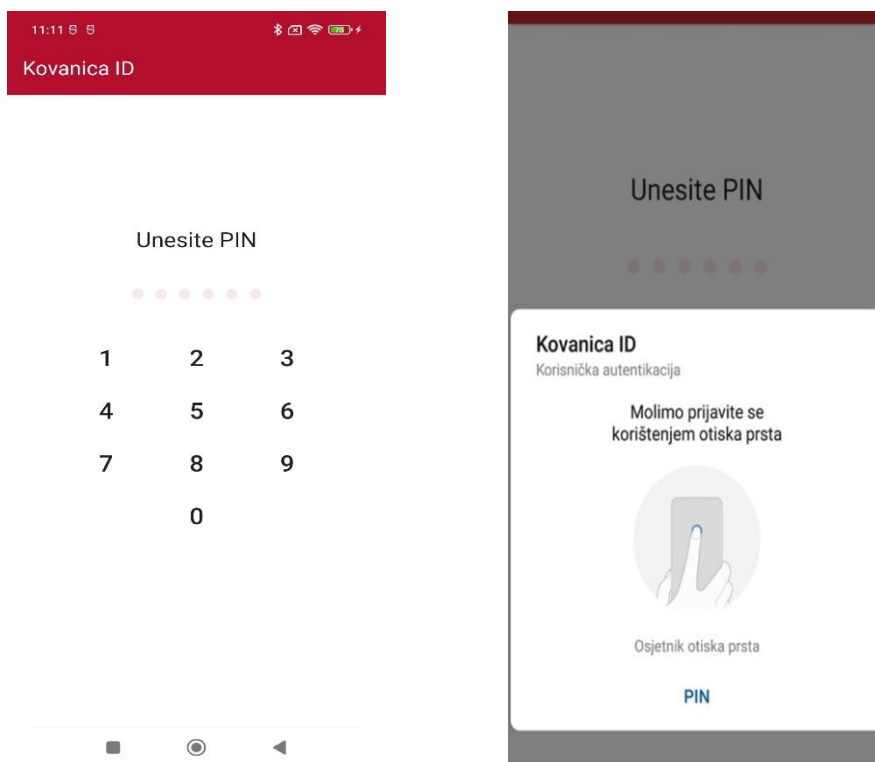 11:11
75
Kovanica ID
Unesite PIN
1 2 3
4 5 6
7 8 9
0
Unesite PIN
Kovanica ID
Korisnička autentikacija
Molimo prijavite se
korištenjem otiska prsta
Osjetnik otiska prsta
PIN